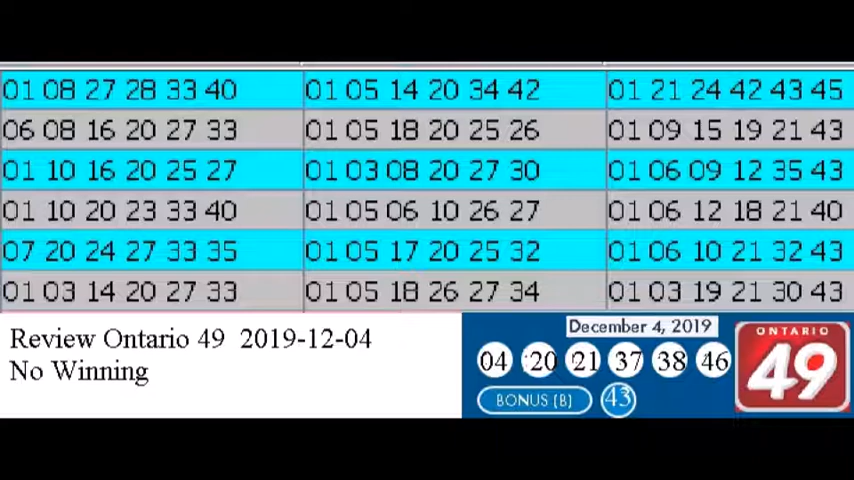 01 08 27 28 33 40 01 05 14 20 34 42 01 21 24 42 43 45
06 08 16 20 27 33 01 05 18 20 25 26 01 09 15 19 21 43
01 10 16 20 25 27 01 03 08 20 27 30 01 06 09 12 35 43
01 10 20 23 33 40 01 05 06 10 26 27 01 06 12 18 21 40
07 20 24 27 33 35 01 05 17 20 25 32 01 06 10 21 32 43
01 03 14 20 27 33 01 05 18 26 27 34 01 03 19 21 30 43
Review Ontario 49 2019-12-04
No Winning
December 4, 2019
04 20 21 37 38 46
BONUS (B) 43
ONTARIO
49